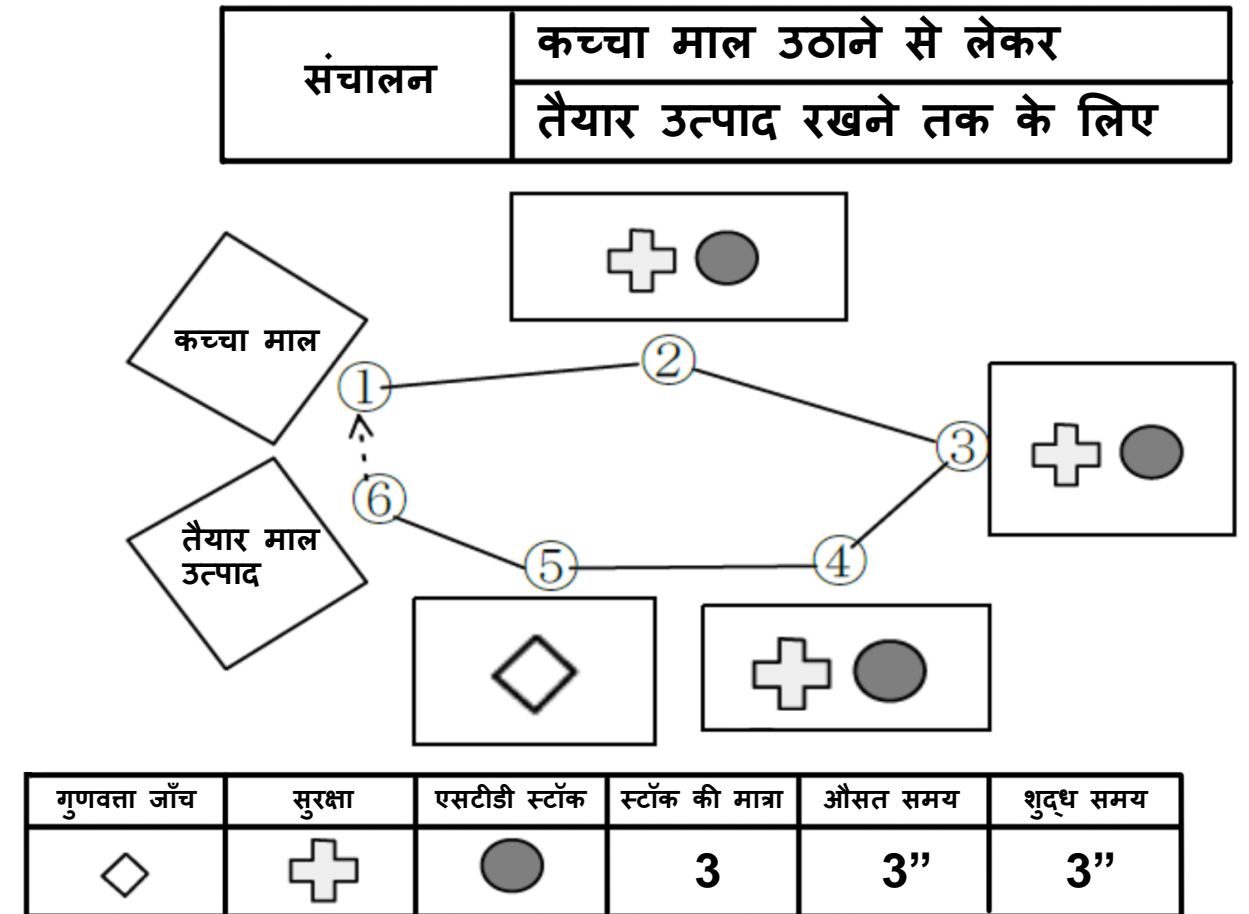 संचालन
कच्चा माल उठाने से लेकर
तैयार उत्पाद रखने तक के लिए
कच्चा माल
①
②
③
⑥
तैयार माल
उत्पाद
⑤
④
गुणवत्ता जाँच
सुरक्षा
एसटीडी स्टॉक
स्टॉक की मात्रा
औसत समय
शुद्ध समय
3
3”
3”